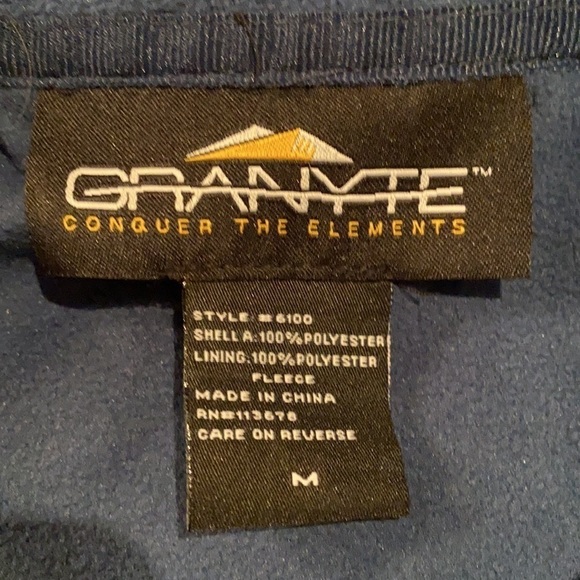 GRANYTE™
CONQUER THE ELEMENTS
STYLE #6100
SHELL A:100%POLYESTER
LINING:100%POLYESTER
FLEECE
MADE IN CHINA
RN#113678
CARE ON REVERSE
M